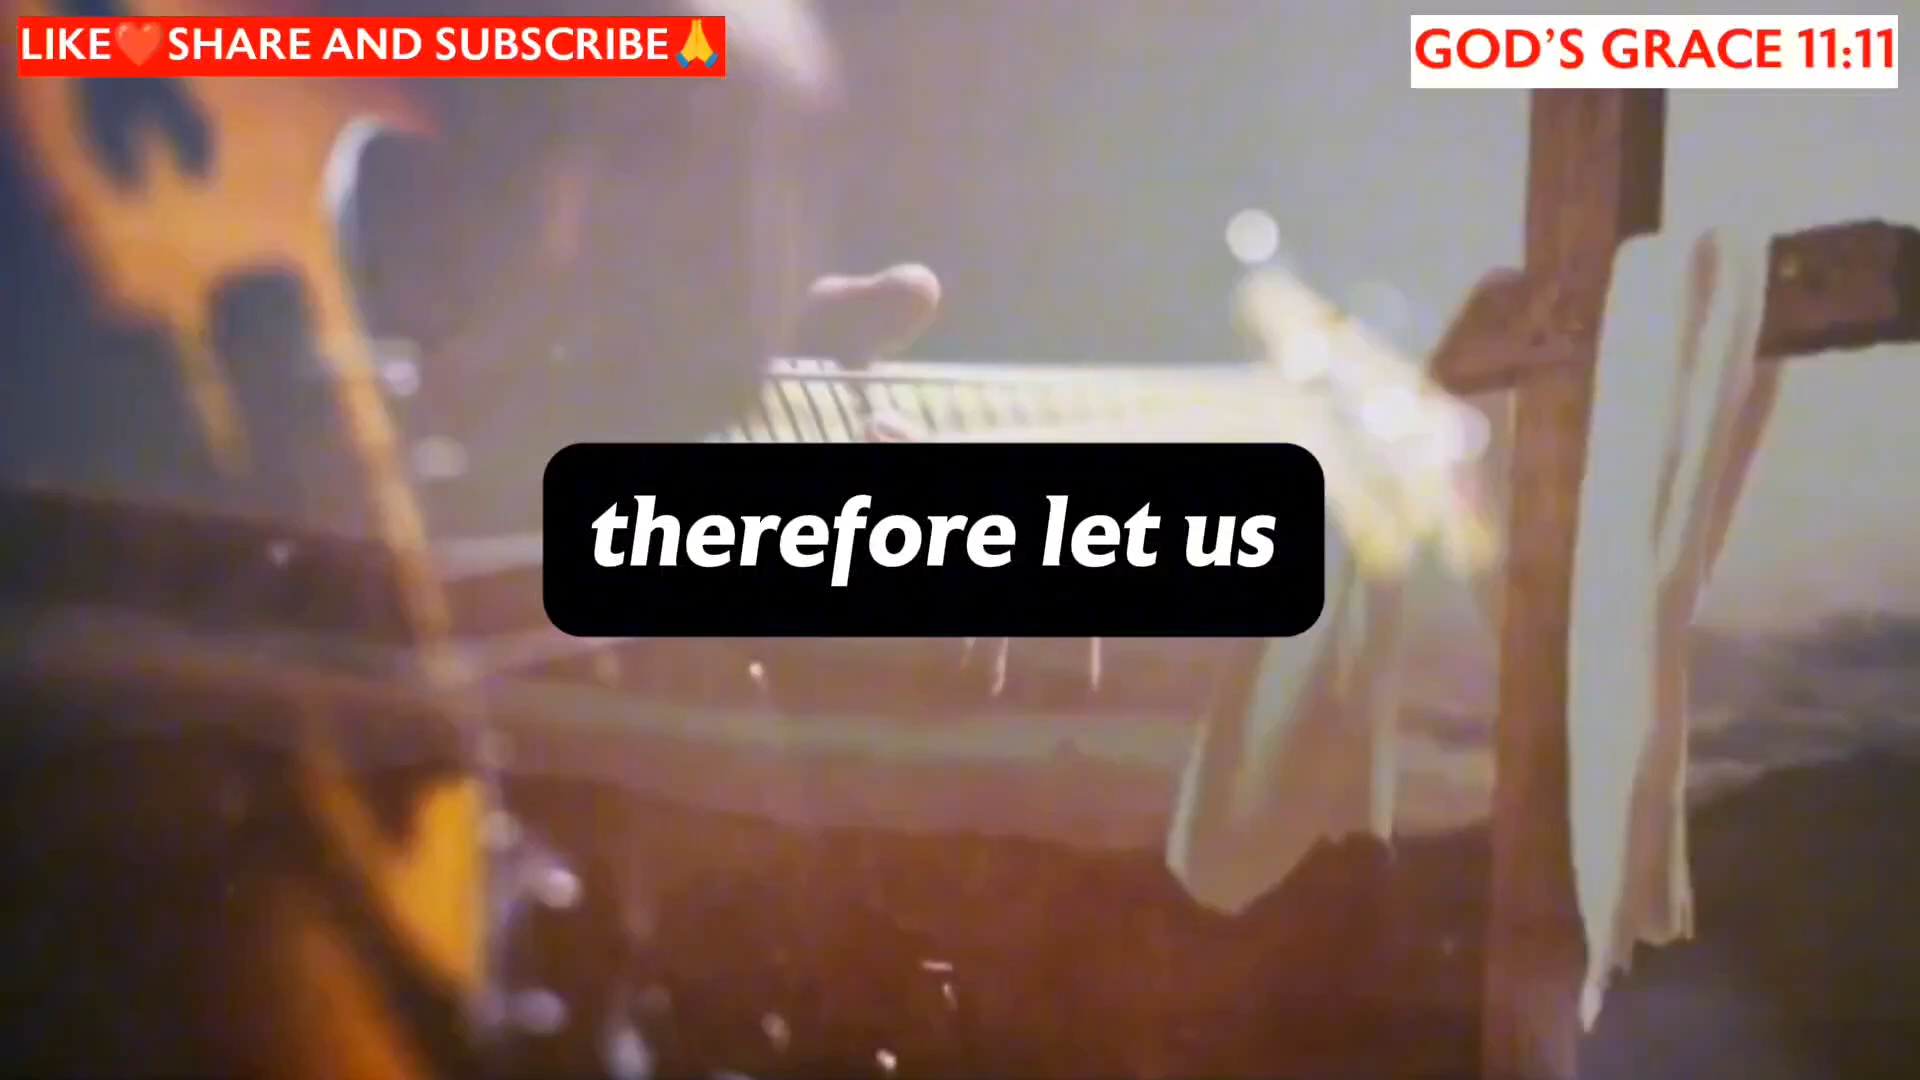 LIKE❤️SHARE AND SUBSCRIBE🙏
GOD’S GRACE 11:11
therefore let us